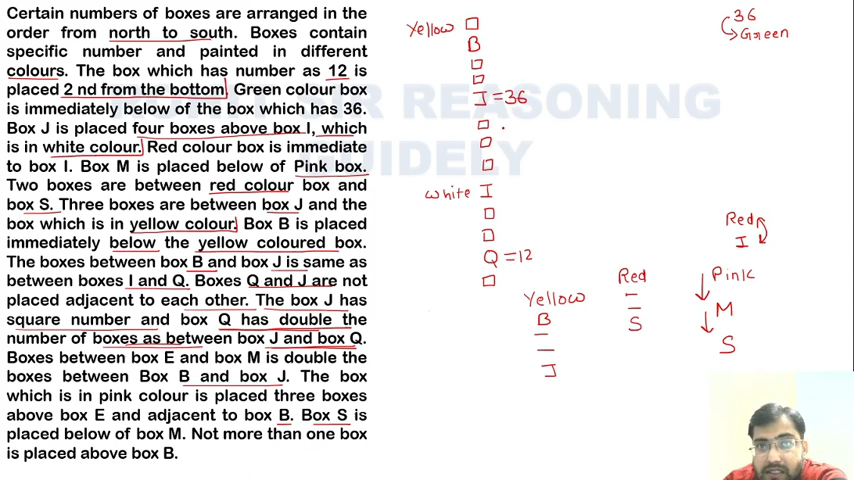 Certain numbers of boxes are arranged in the
order from north to south. Boxes contain
specific number and painted in different
colours. The box which has number as 12 is
placed 2 nd from the bottom. Green colour box
is immediately below of the box which has 36.
Box J is placed four boxes above box I, which
is in white colour. Red colour box is immediate
to box I. Box M is placed below of Pink box.
Two boxes are between red colour box and
box S. Three boxes are between box J and the
box which is in yellow colour. Box B is placed
immediately below the yellow coloured box.
The boxes between box B and box J is same as
between boxes I and Q. Boxes Q and J are not
placed adjacent to each other. The box J has
square number and box Q has double the
number of boxes as between box J and box Q.
Boxes between box E and box M is double the
boxes between Box B and box J. The box
which is in pink colour is placed three boxes
above box E and adjacent to box B. Box S is
placed below of box M. Not more than one box
is placed above box B.
Yellow
B
J = 36
White I
Q = 12
Yellow
B
J
Red
S
36
Green
Red
I
Pink
M
S
REASONING
GUIDELY